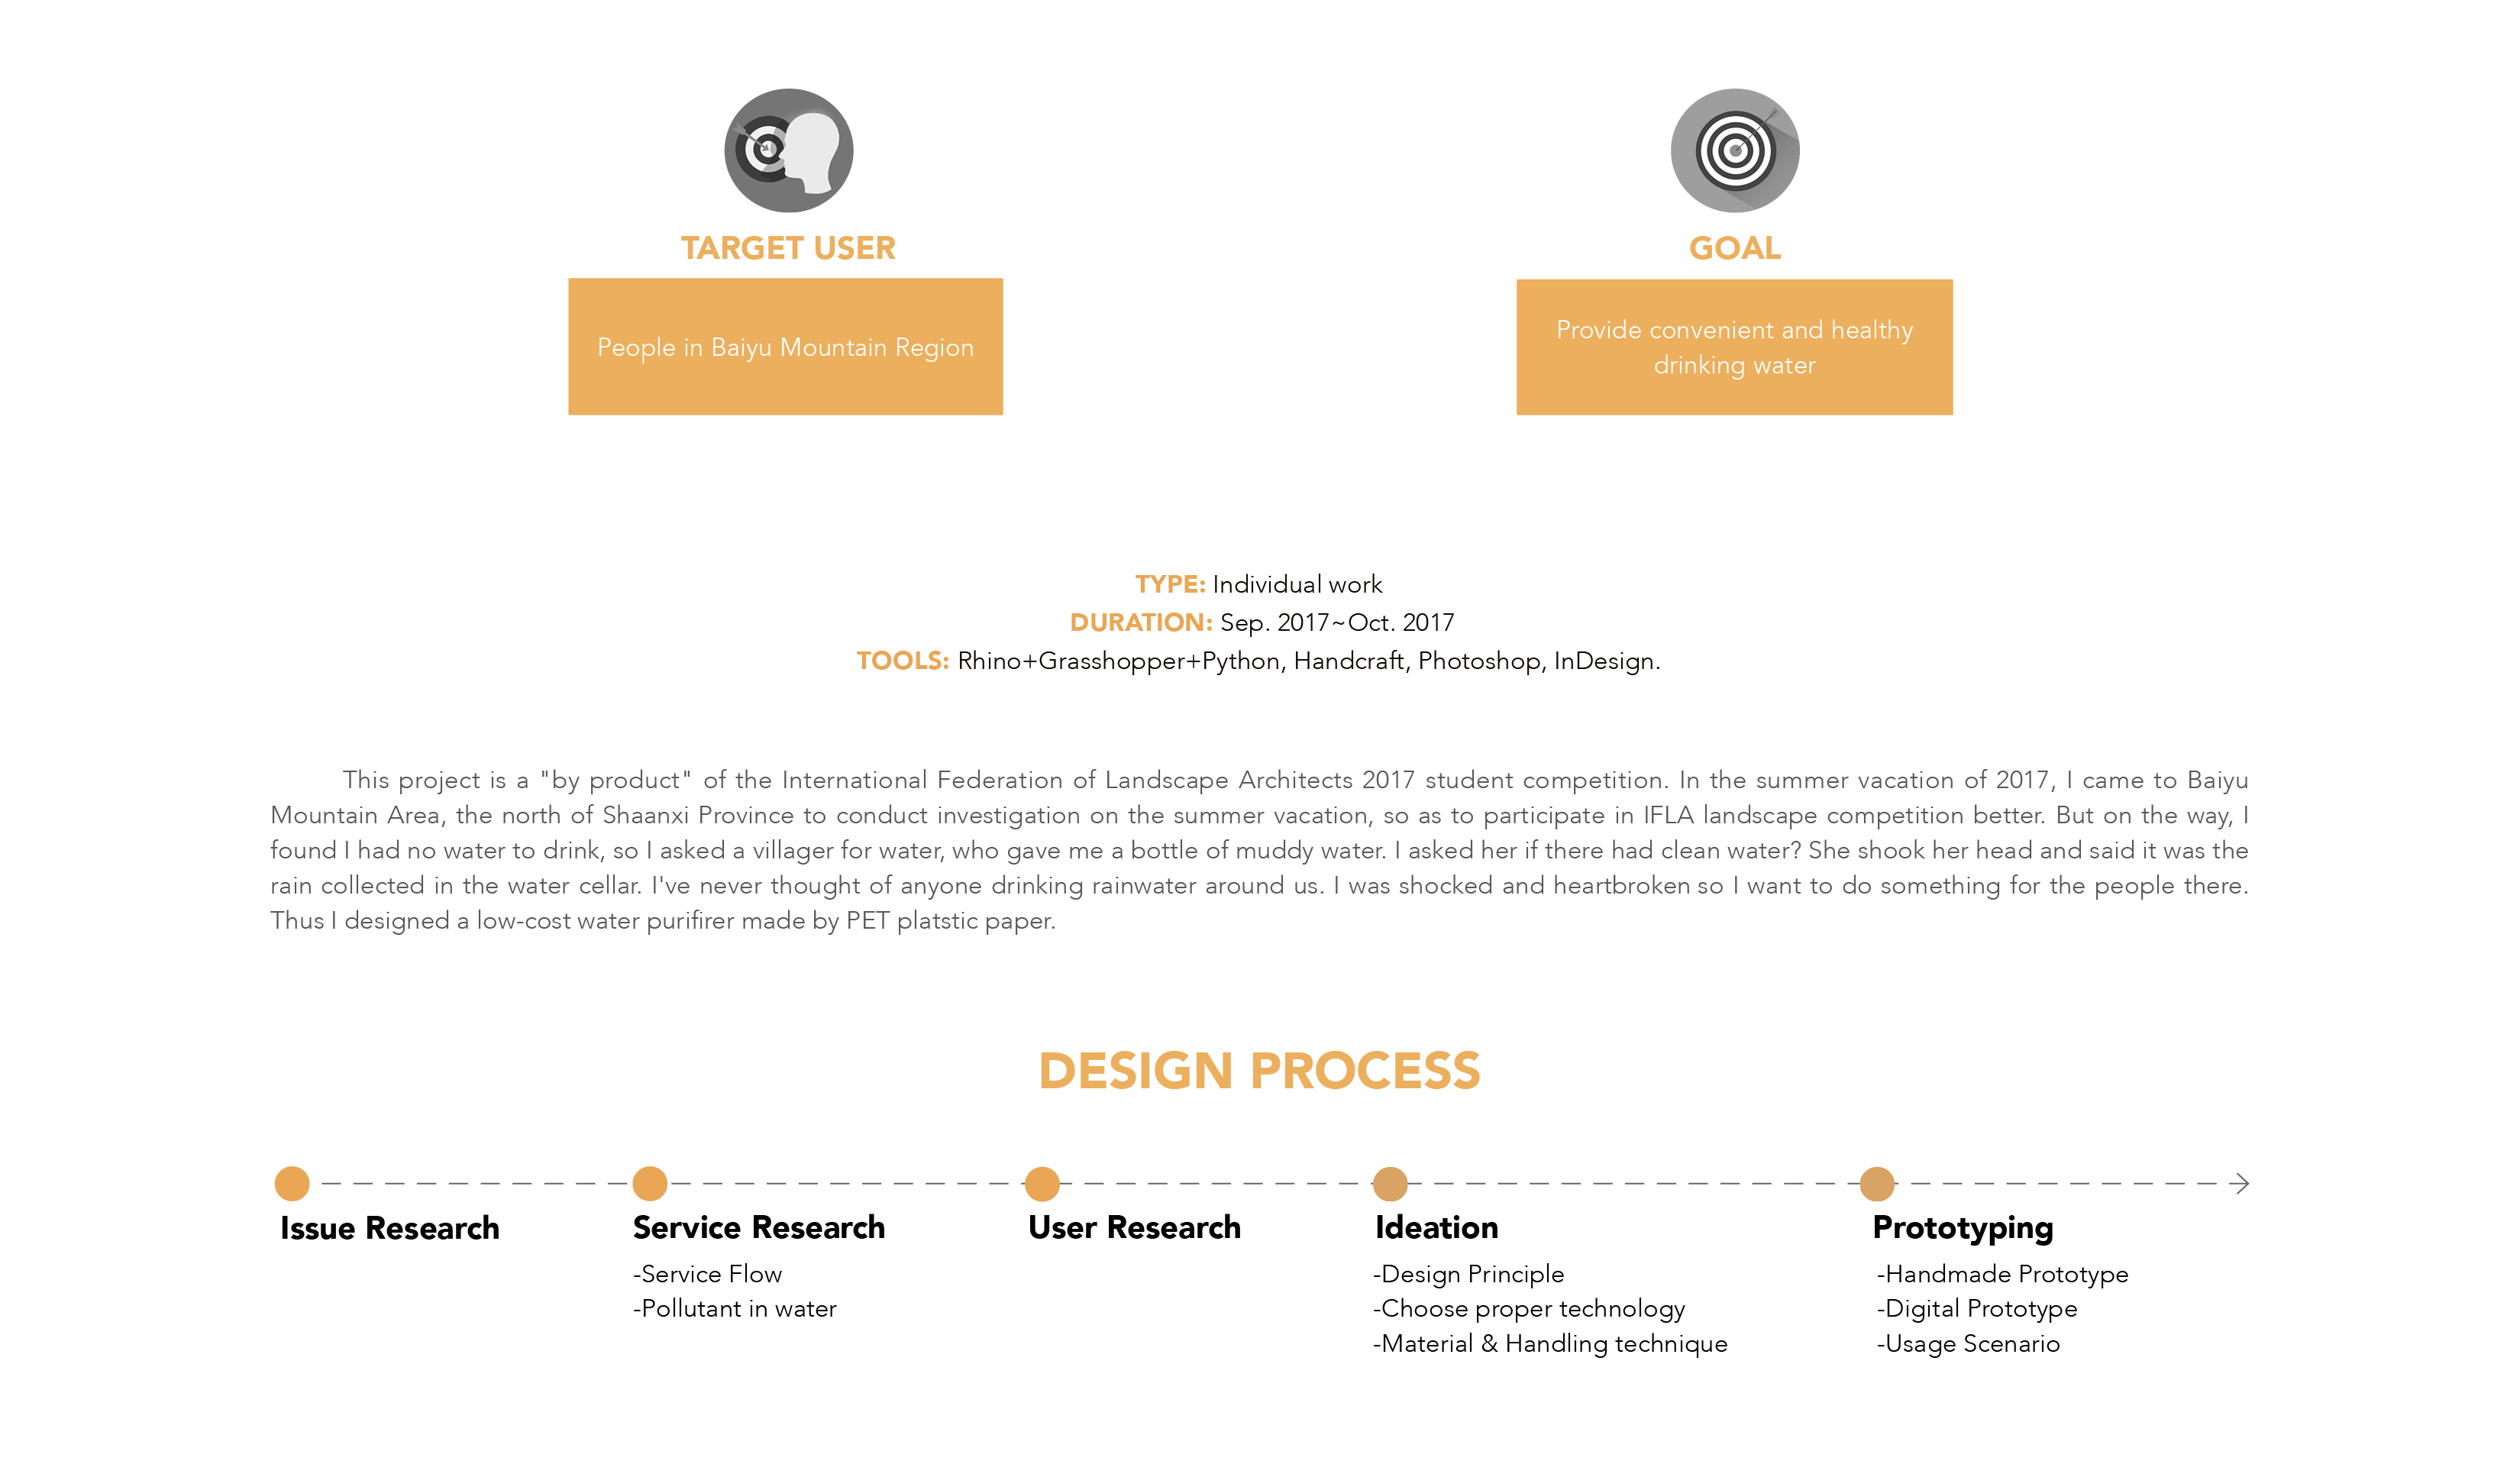 TARGET USER
People in Baiyu Mountain Region
GOAL
Provide convenient and healthy
drinking water
TYPE: Individual work
DURATION: Sep. 2017~Oct. 2017
TOOLS: Rhino+Grasshopper+Python, Handcraft, Photoshop, InDesign.
This project is a "by product" of the International Federation of Landscape Architects 2017 student competition. In the summer vacation of 2017, I came to Baiyu
Mountain Area, the north of Shaanxi Province to conduct investigation on the summer vacation, so as to participate in IFLA landscape competition better. But on the way, I
found I had no water to drink, so I asked a villager for water, who gave me a bottle of muddy water. I asked her if there had clean water? She shook her head and said it was the
rain collected in the water cellar. I've never thought of anyone drinking rainwater around us. I was shocked and heartbroken so I want to do something for the people there.
Thus I designed a low-cost water purifirer made by PET platstic paper.
DESIGN PROCESS
Issue Research
Service Research
-Service Flow
-Pollutant in water
User Research
Ideation
-Design Principle
-Choose proper technology
-Material & Handling technique
Prototyping
-Handmade Prototype
-Digital Prototype
-Usage Scenario